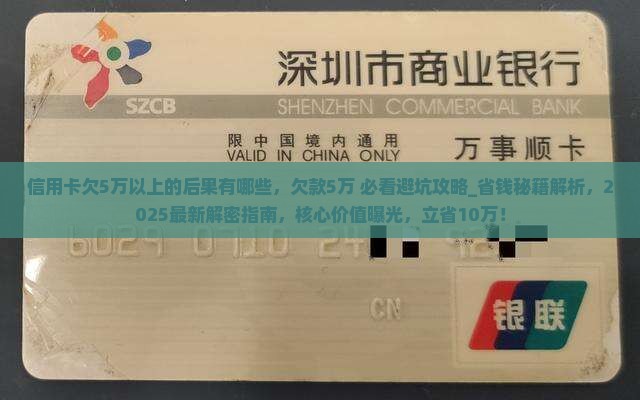 深圳市商业银行
SZCB
SHENZHEN COMMERCIAL BANK
限中国境内通用
VALID IN CHINA ONLY
万事顺卡
信用卡欠5万以上的后果有哪些，欠款5万 必看避坑攻略_省钱秘籍解析，2
025最新解密指南，核心价值曝光，立省10万！
CN
银联